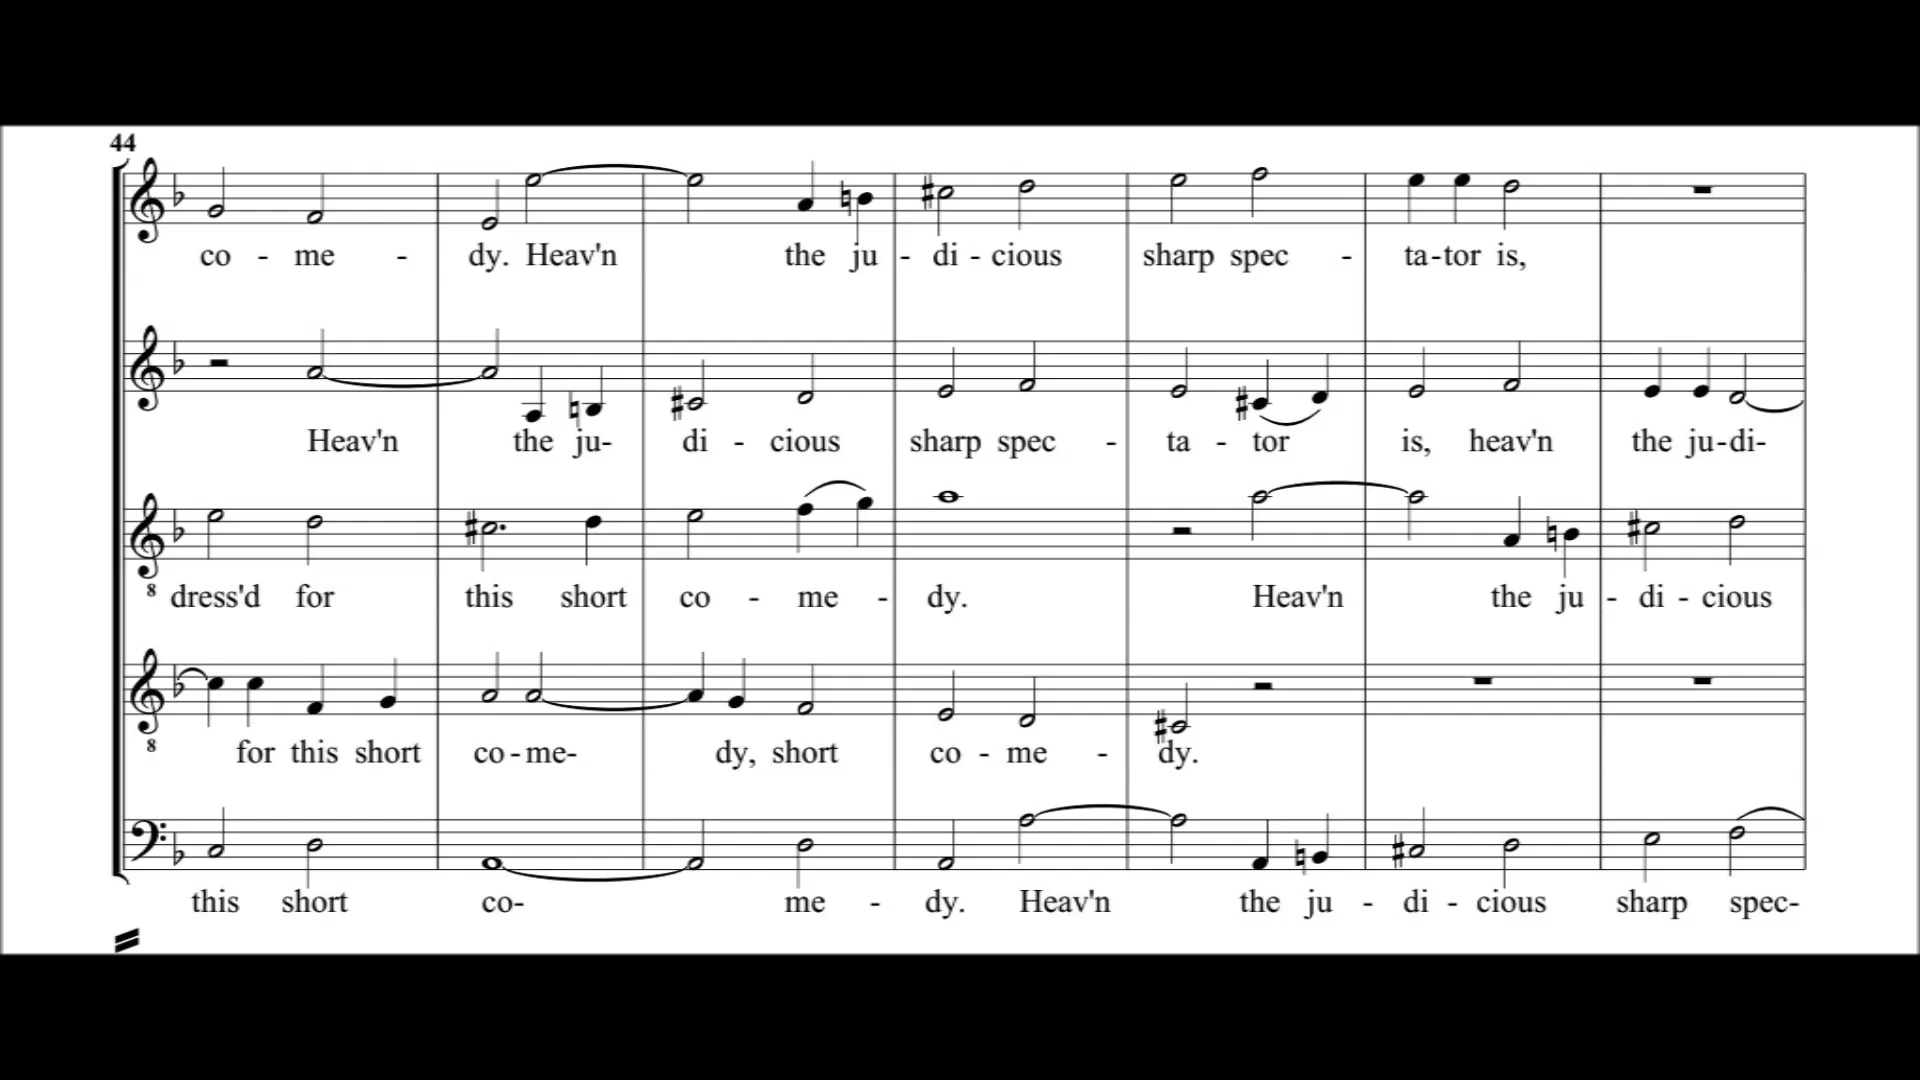 44
co - me - dy. Heav'n the ju - di - cious sharp spec - ta-tor is,
Heav'n the ju- di - cious sharp spec - ta - tor is, heav'n the ju-di-
8 dress'd for this short co - me - dy. Heav'n the ju - di - cious
8 for this short co-me- dy, short co - me - dy.
this short co- me - dy. Heav'n the ju - di - cious sharp spec-